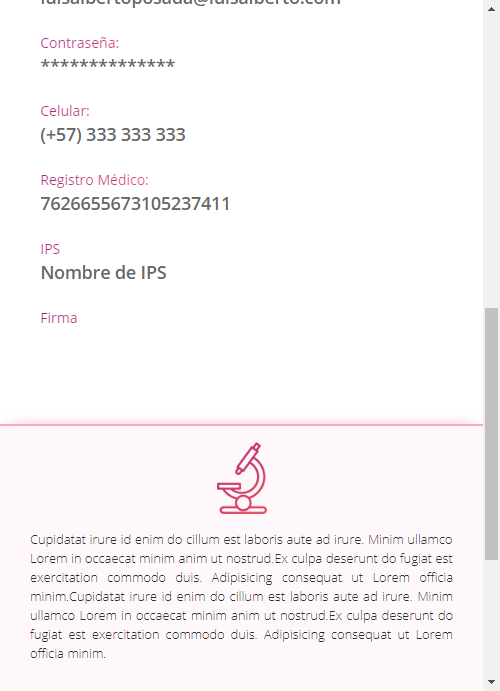 luisalbertoposada@luisalberto.com
Contraseña:
**************
Celular:
(+57) 333 333 333
Registro Médico:
7626655673105237411
IPS
Nombre de IPS
Firma
Cupidatat irure id enim do cillum est laboris aute ad irure. Minim ullamco
Lorem in occaecat minim anim ut nostrud.Ex culpa deserunt do fugiat est
exercitation commodo duis. Adipisicing consequat ut Lorem officia
minim.Cupidatat irure id enim do cillum est laboris aute ad irure. Minim
ullamco Lorem in occaecat minim anim ut nostrud.Ex culpa deserunt do
fugiat est exercitation commodo duis. Adipisicing consequat ut Lorem
officia minim.